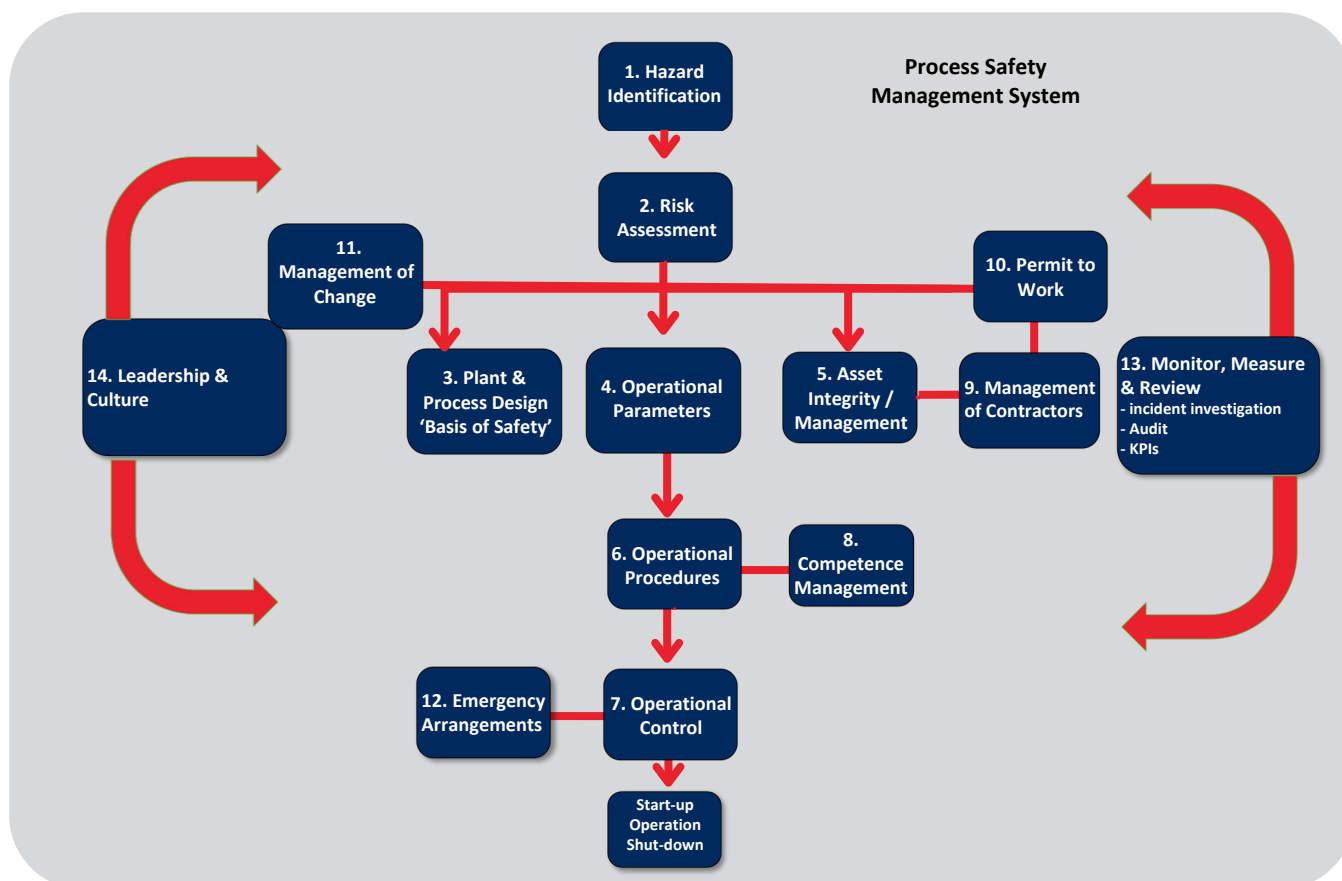 Process Safety
Management System
1. Hazard
Identification
2. Risk
Assessment
11.
Management of
Change
10. Permit to
Work
14. Leadership &
Culture
3. Plant &
Process Design
‘Basis of Safety’
4. Operational
Parameters
5. Asset
Integrity /
Management
9. Management
of Contractors
13. Monitor, Measure
& Review
- incident investigation
- Audit
- KPIs
6. Operational
Procedures
8.
Competence
Management
12. Emergency
Arrangements
7. Operational
Control
Start-up
Operation
Shut-down